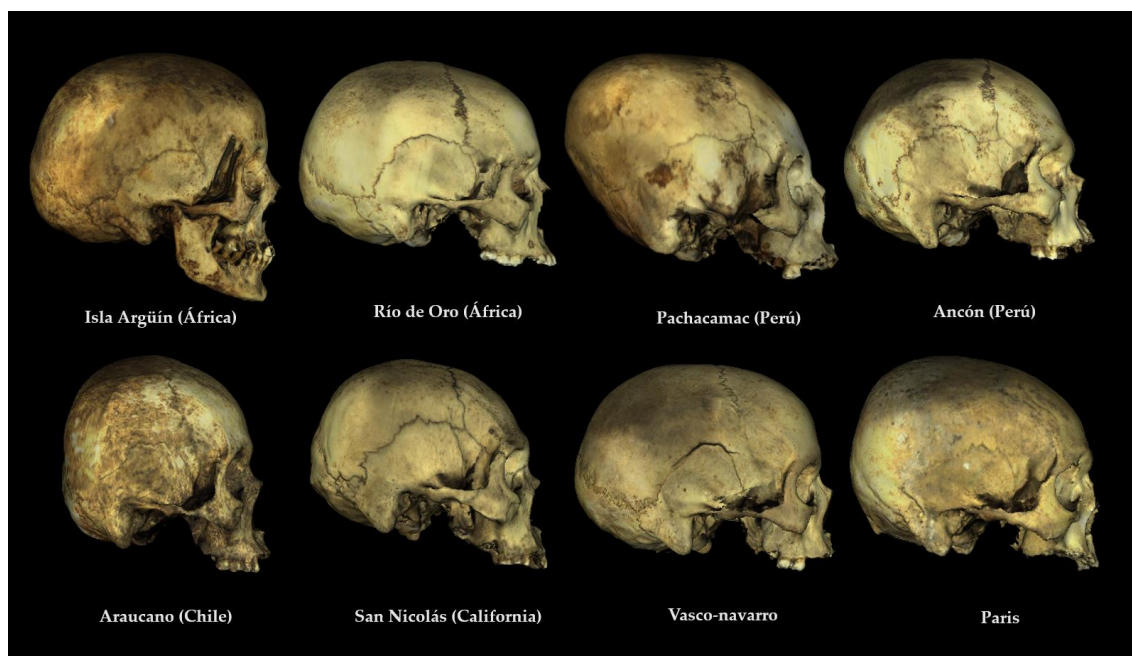 Isla Argüín (África)
Río de Oro (África)
Pachacamac (Perú)
Ancón (Perú)
Araucano (Chile)
San Nicolás (California)
Vasco-navarro
Paris